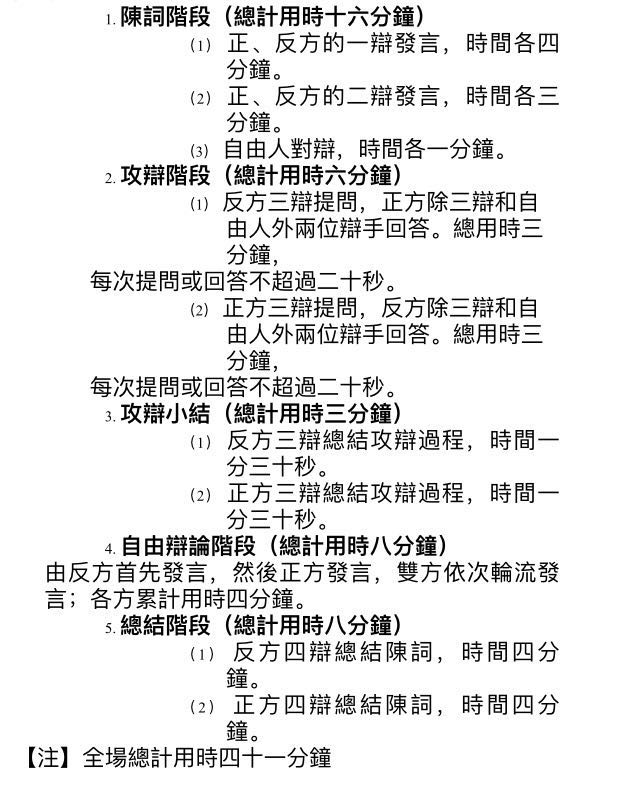 1. 陳詞階段（總計用時十六分鐘）
（1） 正、反方的一辯發言，時間各四
分鐘。
（2） 正、反方的二辯發言，時間各三
分鐘。
（3） 自由人對辯，時間各一分鐘。
2. 攻辯階段（總計用時六分鐘）
（1） 反方三辯提問，正方除三辯和自
由人外兩位辯手回答。總用時三
分鐘，
每次提問或回答不超過二十秒。
（2） 正方三辯提問，反方除三辯和自
由人外兩位辯手回答。總用時三
分鐘，
每次提問或回答不超過二十秒。
3. 攻辯小結（總計用時三分鐘）
（1） 反方三辯總結攻辯過程，時間一
分三十秒。
（2） 正方三辯總結攻辯過程，時間一
分三十秒。
4. 自由辯論階段（總計用時八分鐘）
由反方首先發言，然後正方發言，雙方依次輪流發
言；各方累計用時四分鐘。
5. 總結階段（總計用時八分鐘）
（1） 反方四辯總結陳詞，時間四分
鐘。
（2） 正方四辯總結陳詞，時間四分
鐘。
【注】全場總計用時四十一分鐘